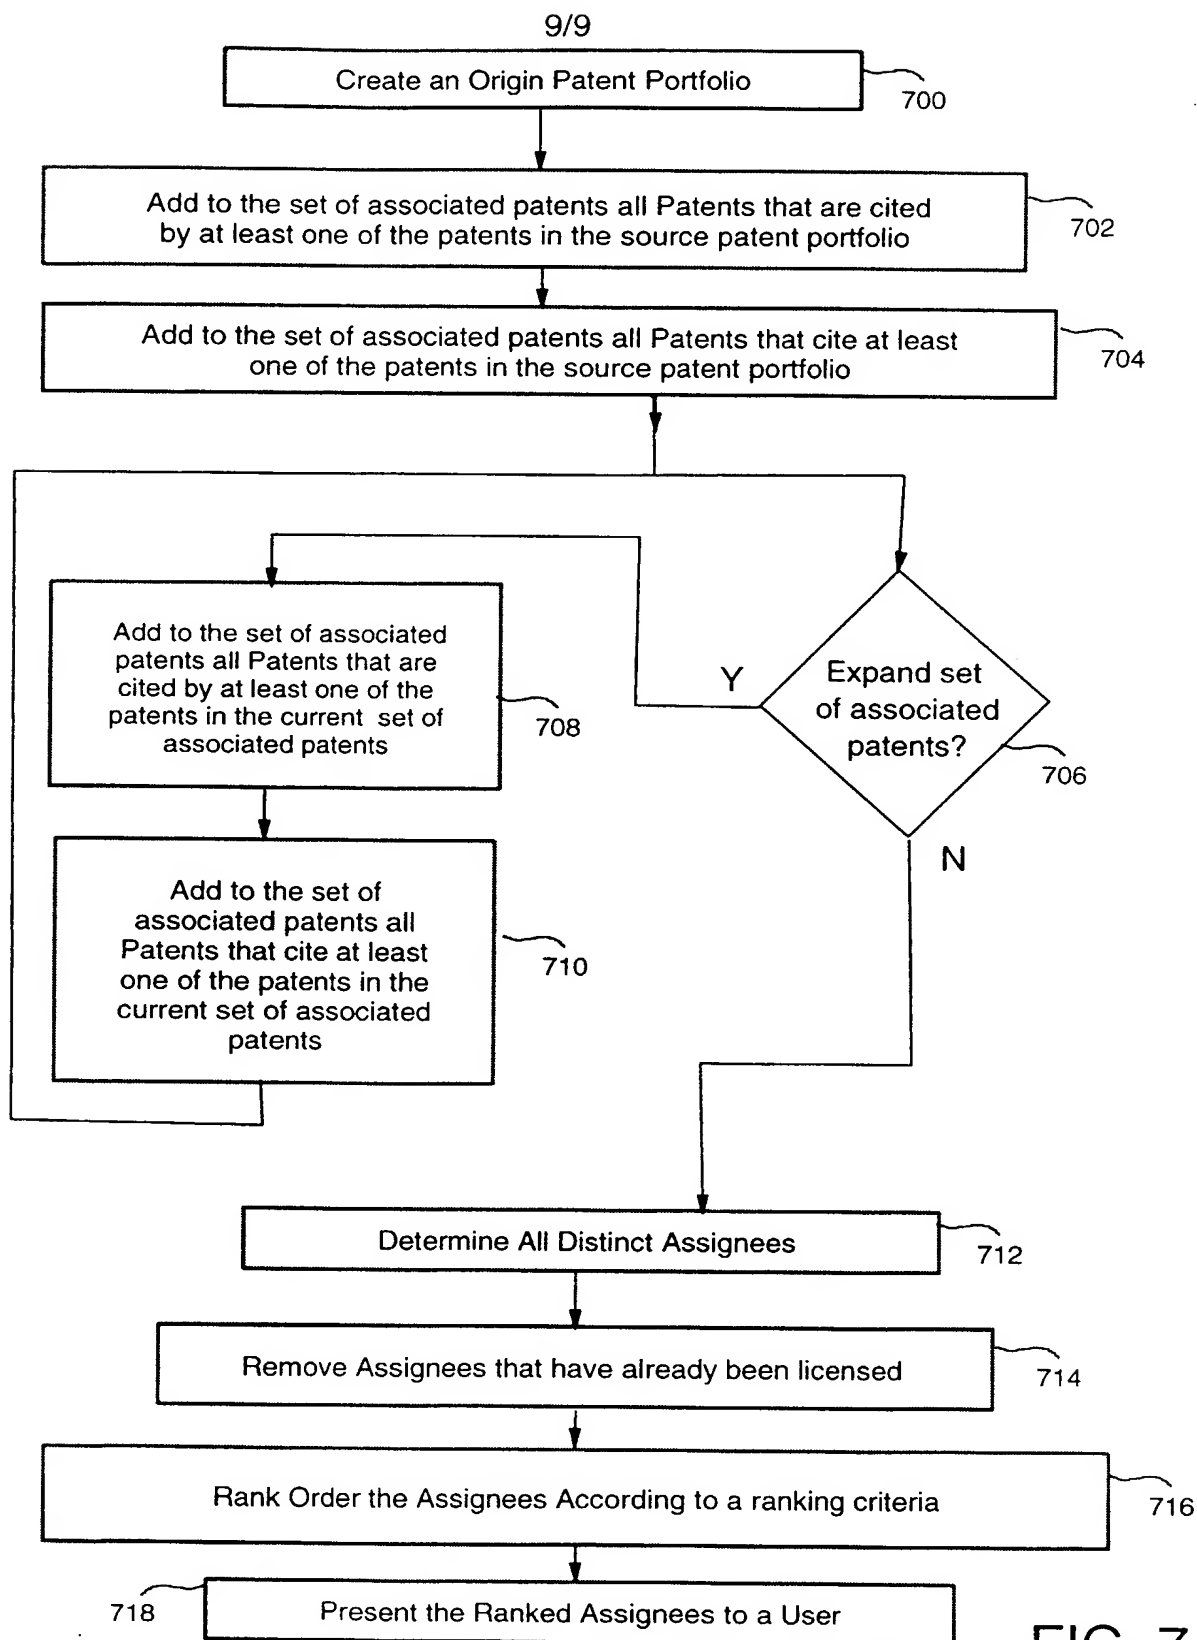 9/9
Create an Origin Patent Portfolio
700
Add to the set of associated patents all Patents that are cited
by at least one of the patents in the source patent portfolio
702
Add to the set of associated patents all Patents that cite at least
one of the patents in the source patent portfolio
704
Add to the set of associated
patents all Patents that are
cited by at least one of the
patents in the current set of
associated patents
708
Y
Expand set
of associated
patents?
706
N
Add to the set of
associated patents all
Patents that cite at least
one of the patents in the
current set of associated
patents
710
Determine All Distinct Assignees
712
Remove Assignees that have already been licensed
714
Rank Order the Assignees According to a ranking criteria
716
718
Present the Ranked Assignees to a User
FIG. 7